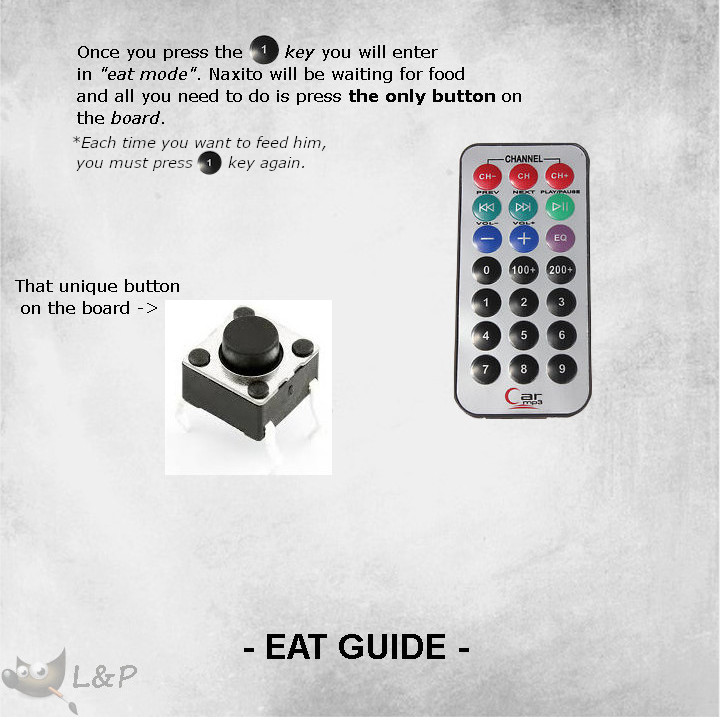 Once you press the 1 key you will enter
in "eat mode". Naxito will be waiting for food
and all you need to do is press the only button on
the board.
*Each time you want to feed him,
you must press 1 key again.
CHANNEL
CH- CH CH+
PREV NEXT PLAY/PAUSE
VOL- VOL+
− + EQ
0 100+ 200+
1 2 3
4 5 6
7 8 9
Car
mp3
That unique button
on the board ->
- EAT GUIDE -
L&P